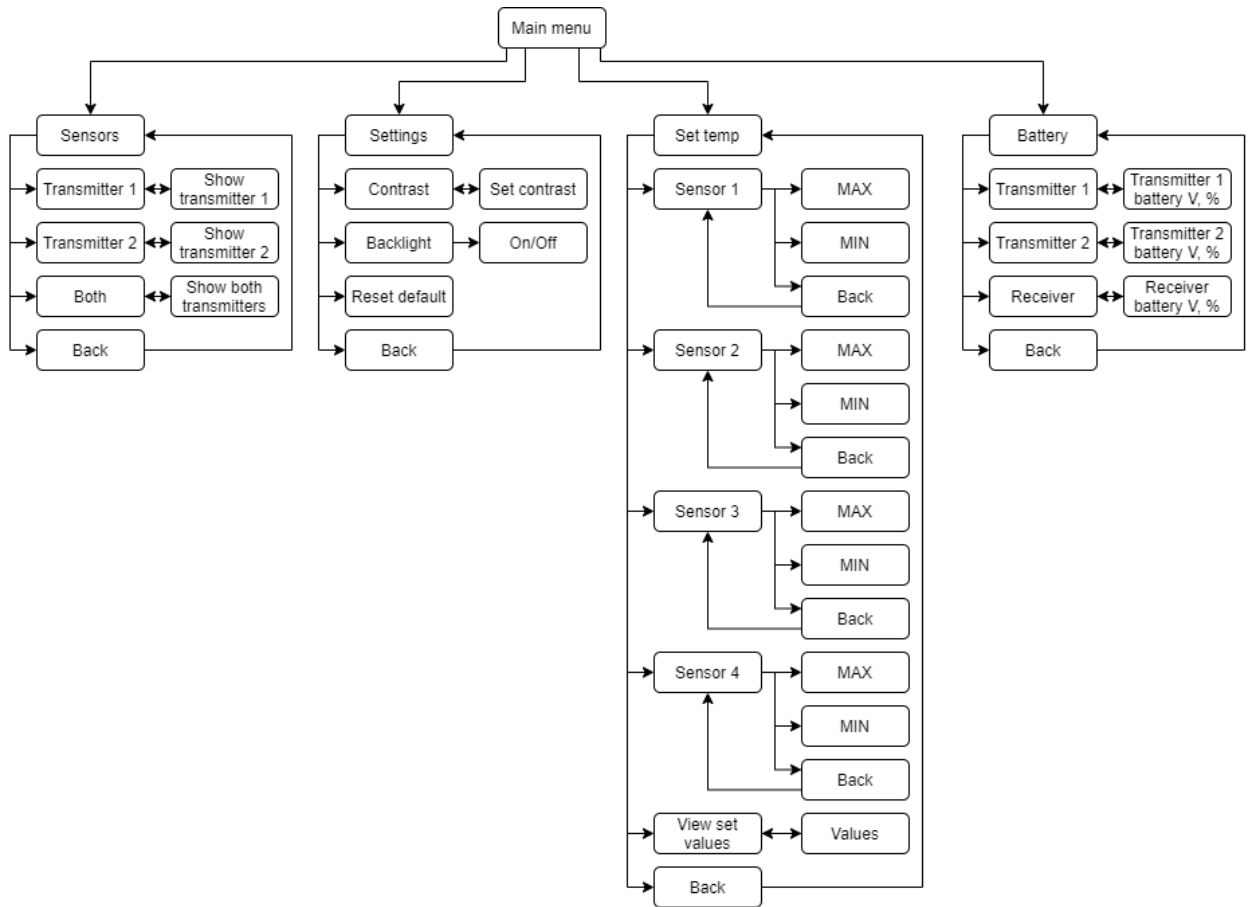 Main menu
Sensors
Transmitter 1
Show
transmitter 1
Transmitter 2
Show
transmitter 2
Both
Show both
transmitters
Back
Settings
Contrast
Set contrast
Backlight
On/Off
Reset default
Back
Set temp
Sensor 1
MAX
MIN
Back
Sensor 2
MAX
MIN
Back
Sensor 3
MAX
MIN
Back
Sensor 4
MAX
MIN
Back
View set
values
Values
Back
Battery
Transmitter 1
Transmitter 1
battery V, %
Transmitter 2
Transmitter 2
battery V, %
Receiver
Receiver
battery V, %
Back